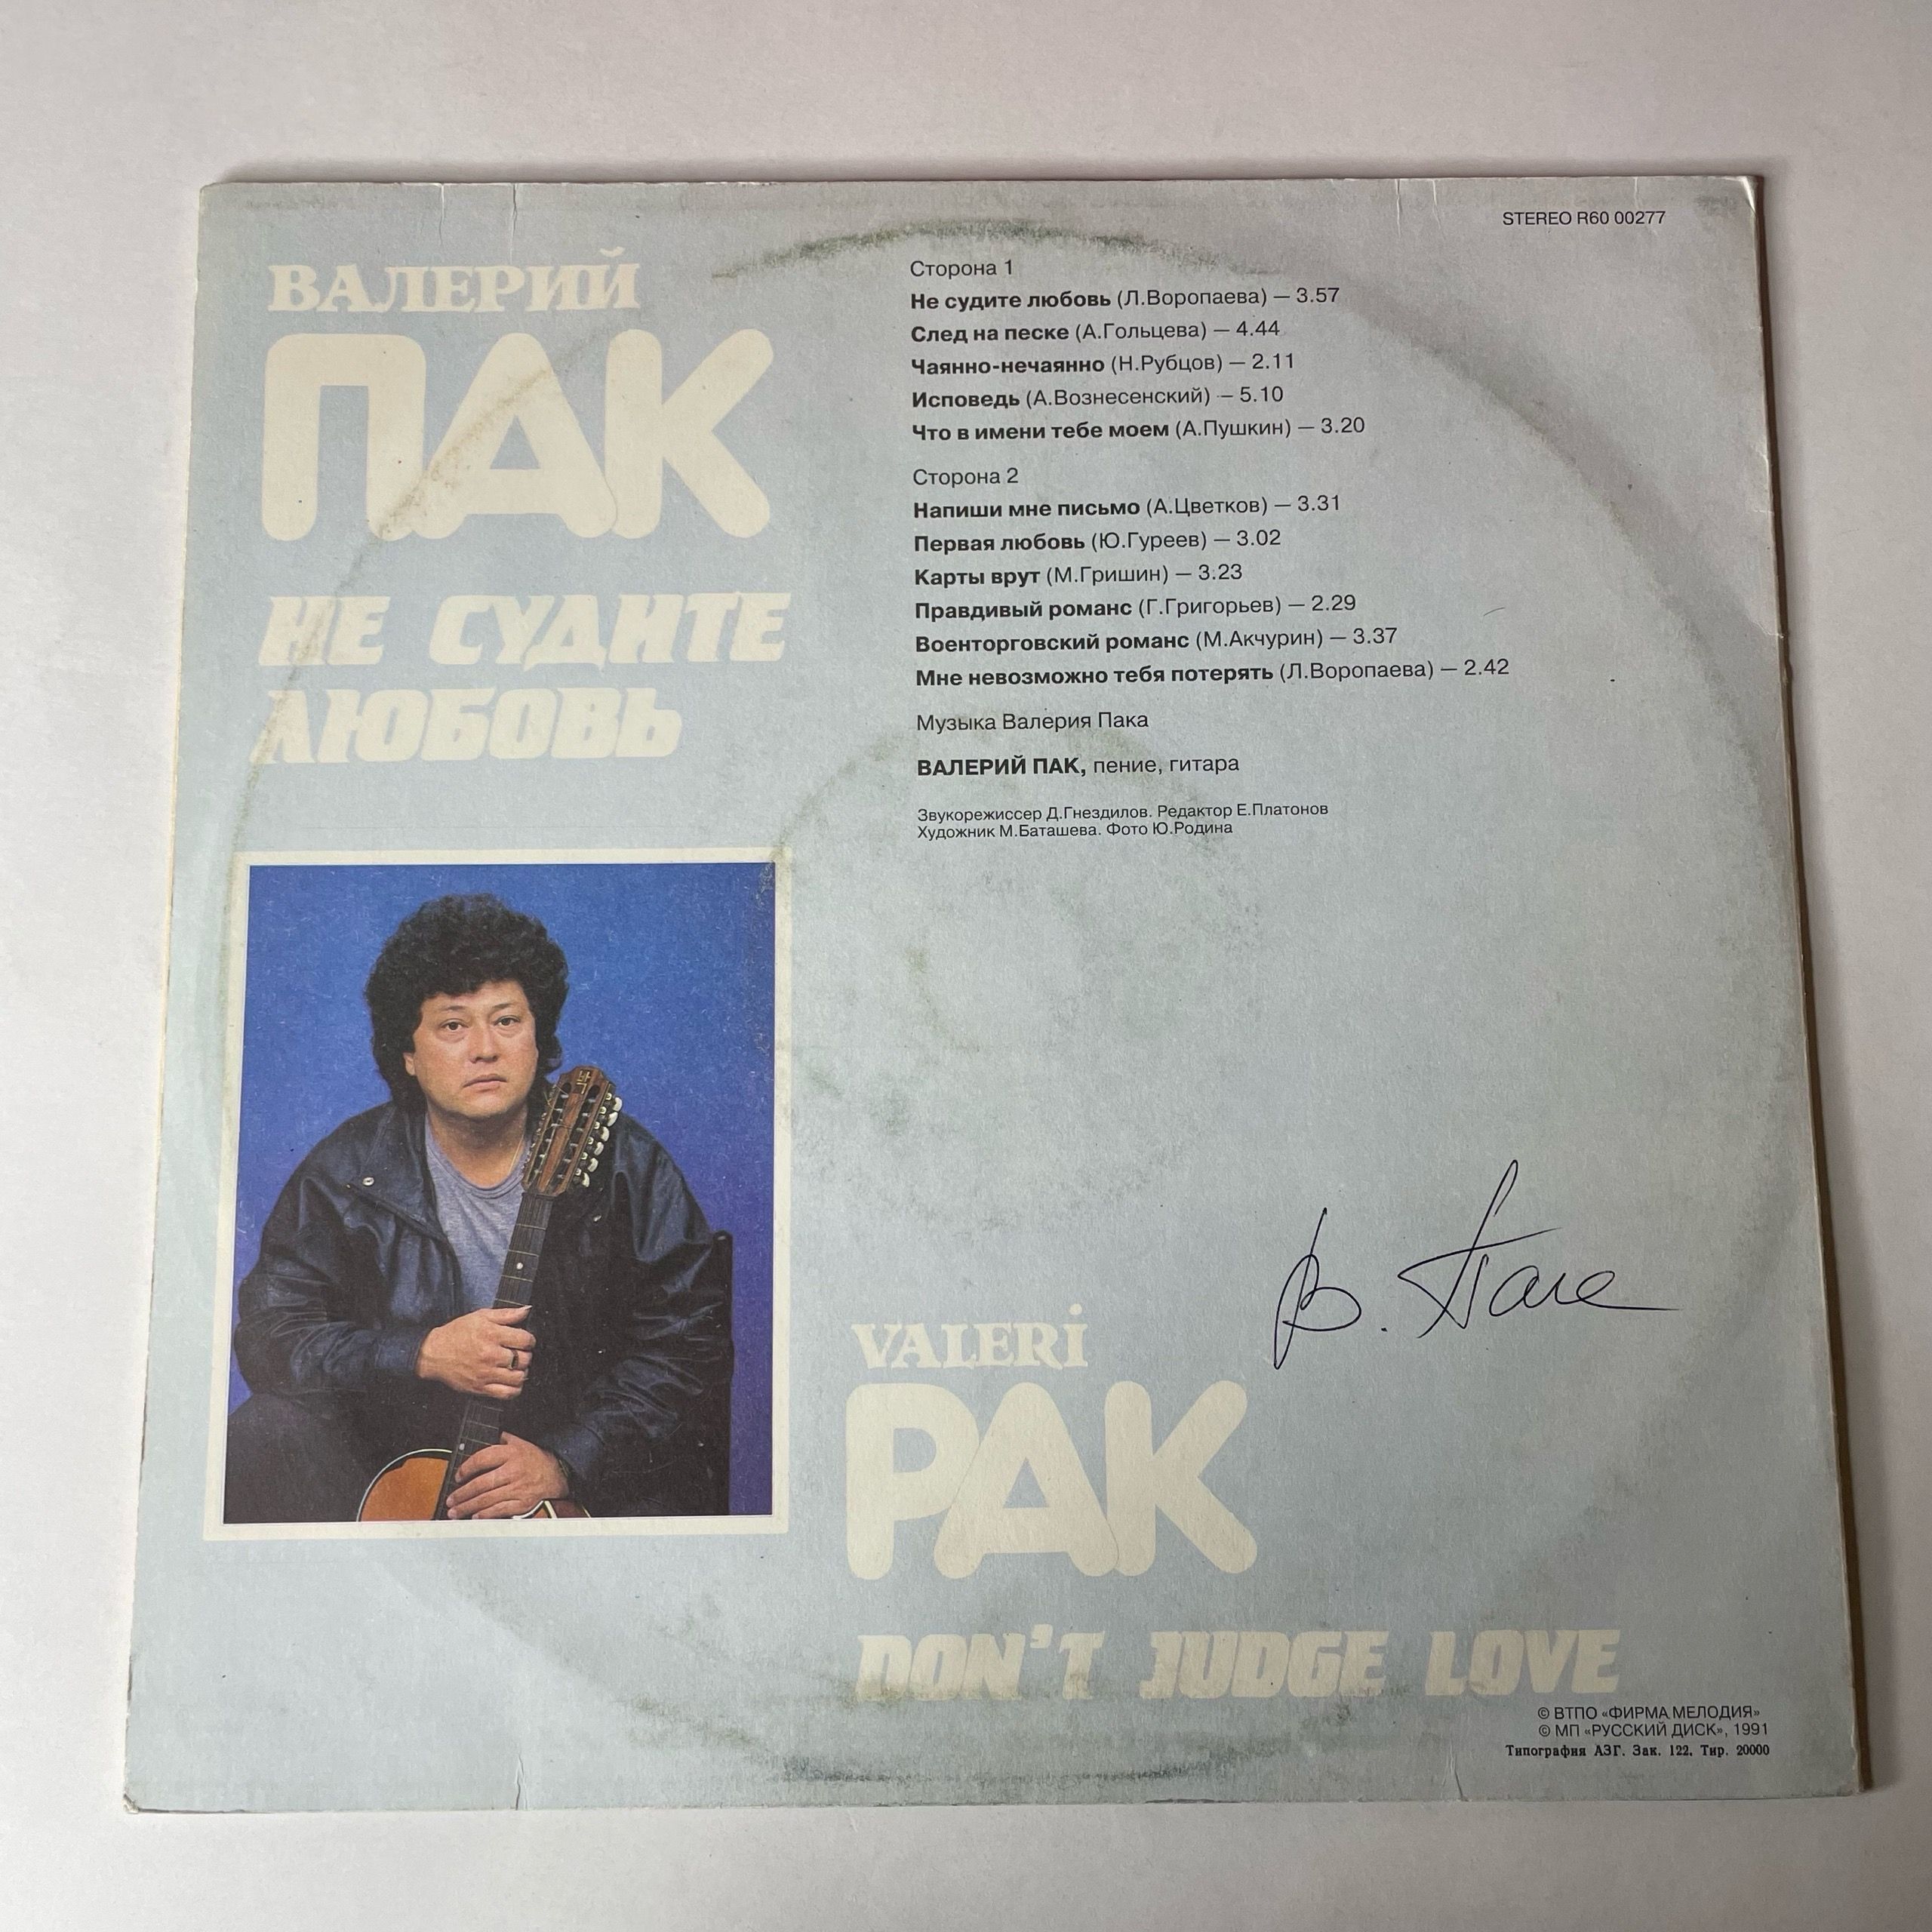 STEREO R60 00277
ВАЛЕРИЙ
ПАК
НЕ СУДИТЕ
ЛЮБОВЬ
Сторона 1
Не судите любовь (Л.Воропаева) — 3.57
След на песке (А.Гольцева) — 4.44
Чаянно-нечаянно (Н.Рубцов) — 2.11
Исповедь (А.Вознесенский) — 5.10
Что в имени тебе моем (А.Пушкин) — 3.20
Сторона 2
Напиши мне письмо (А.Цветков) — 3.31
Первая любовь (Ю.Гуреев) — 3.02
Карты врут (М.Гришин) — 3.23
Правдивый романс (Г.Григорьев) — 2.29
Военторговский романс (М.Акчурин) — 3.37
Мне невозможно тебя потерять (Л.Воропаева) — 2.42
Музыка Валерия Пака
ВАЛЕРИЙ ПАК, пение, гитара
Звукорежиссер Д.Гнездилов. Редактор Е.Платонов
Художник М.Баташева. Фото Ю.Родина
В. Пак
VALERI
PAK
DON'T JUDGE LOVE
© ВТПО «ФИРМА МЕЛОДИЯ»
© МП «РУССКИЙ ДИСК», 1991
Типография АЗГ. Зак. 122. Тир. 20000